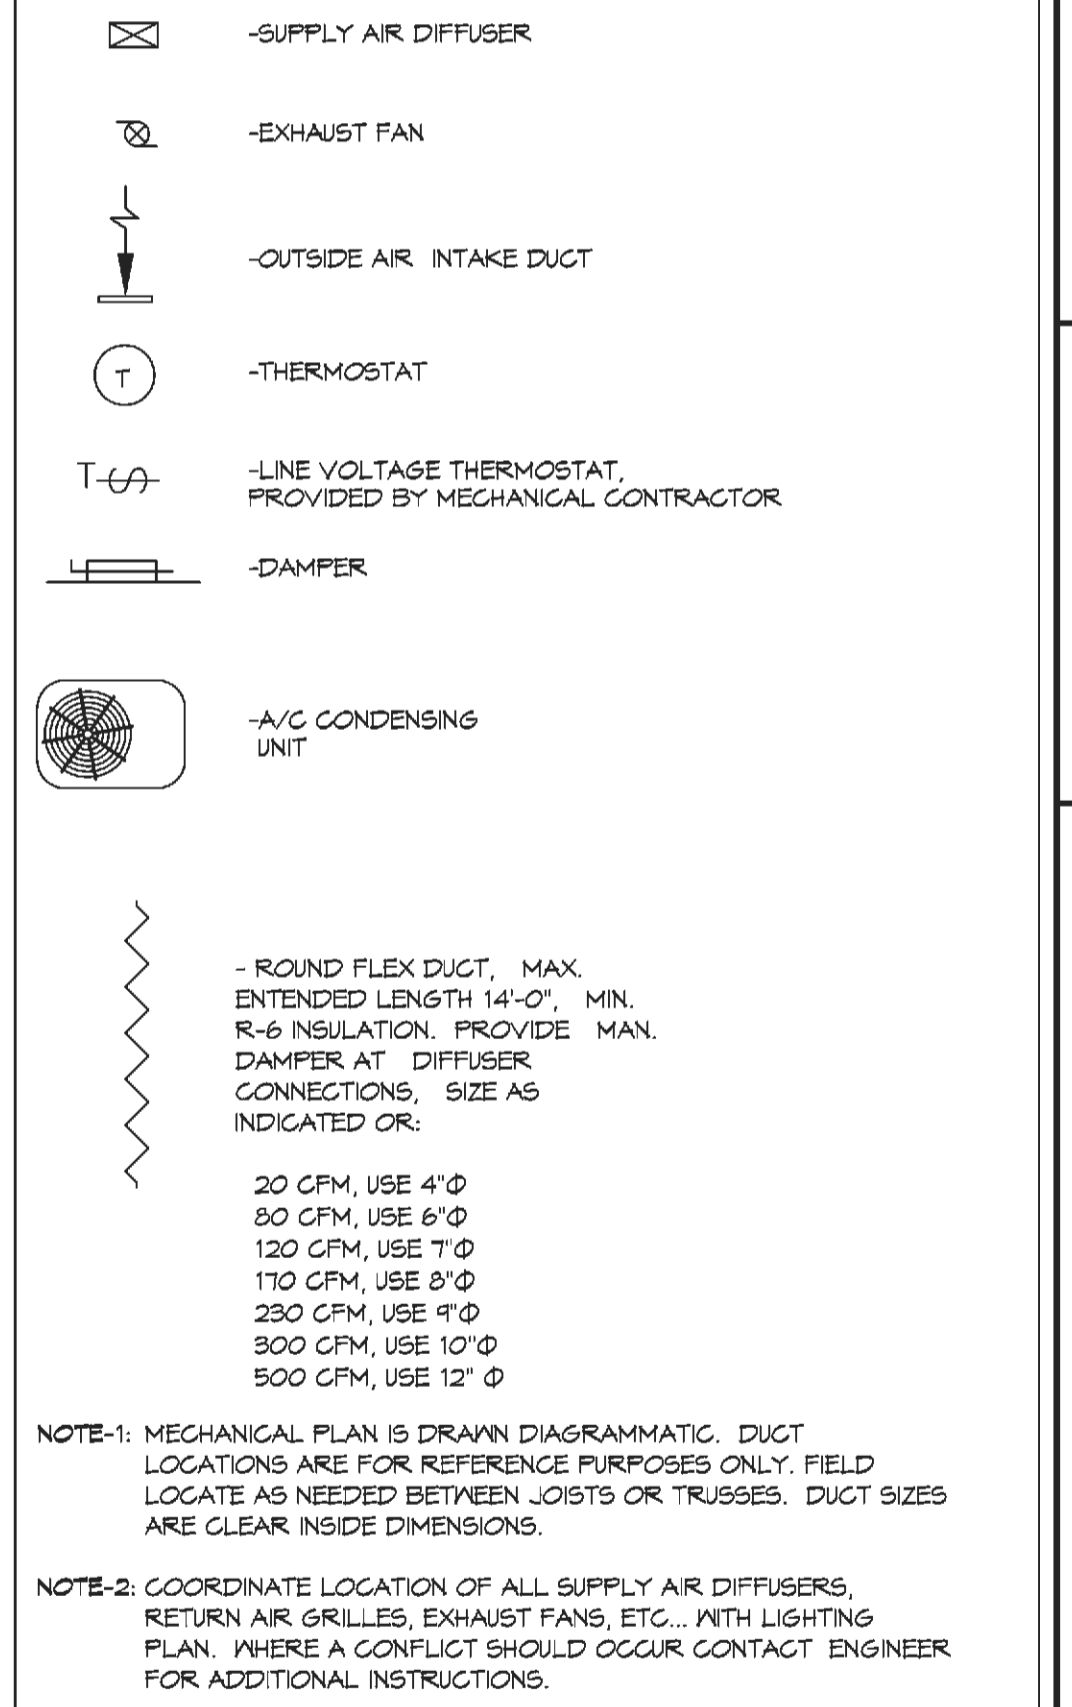 -SUPPLY AIR DIFFUSER
-EXHAUST FAN
-OUTSIDE AIR INTAKE DUCT
T
-THERMOSTAT
T
-LINE VOLTAGE THERMOSTAT,
PROVIDED BY MECHANICAL CONTRACTOR
-DAMPER
-A/C CONDENSING
UNIT
- ROUND FLEX DUCT, MAX.
ENTENDED LENGTH 14'-0", MIN.
R-6 INSULATION. PROVIDE MAN.
DAMPER AT DIFFUSER
CONNECTIONS, SIZE AS
INDICATED OR:
20 CFM, USE 4"Φ
80 CFM, USE 6"Φ
120 CFM, USE 7"Φ
170 CFM, USE 8"Φ
230 CFM, USE 9"Φ
300 CFM, USE 10"Φ
500 CFM, USE 12" Φ
NOTE-1: MECHANICAL PLAN IS DRAWN DIAGRAMMATIC. DUCT
LOCATIONS ARE FOR REFERENCE PURPOSES ONLY. FIELD
LOCATE AS NEEDED BETWEEN JOISTS OR TRUSSES. DUCT SIZES
ARE CLEAR INSIDE DIMENSIONS.
NOTE-2: COORDINATE LOCATION OF ALL SUPPLY AIR DIFFUSERS,
RETURN AIR GRILLES, EXHAUST FANS, ETC... WITH LIGHTING
PLAN. WHERE A CONFLICT SHOULD OCCUR CONTACT ENGINEER
FOR ADDITIONAL INSTRUCTIONS.